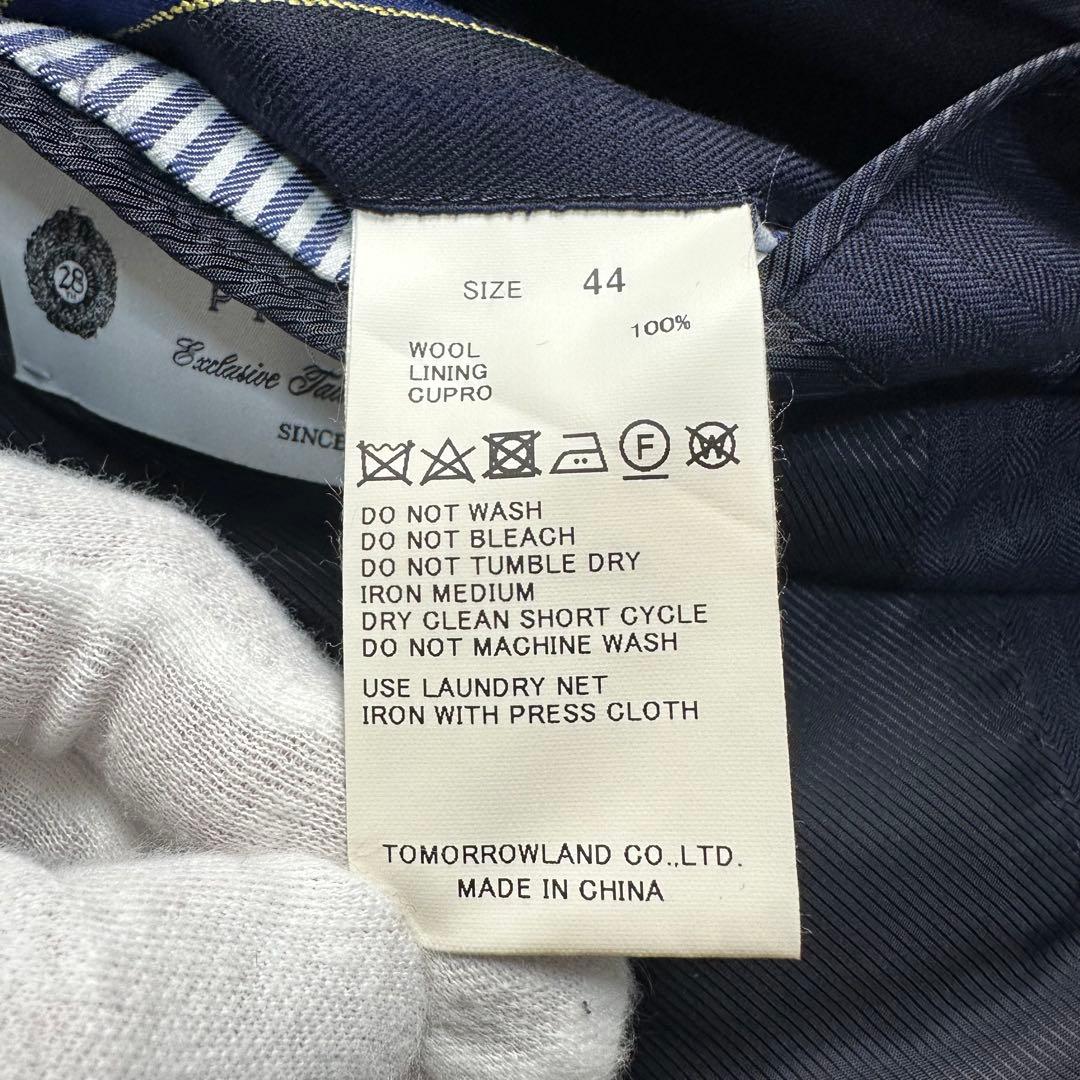 SIZE 44
100%
WOOL
LINING
CUPRO
F W
DO NOT WASH
DO NOT BLEACH
DO NOT TUMBLE DRY
IRON MEDIUM
DRY CLEAN SHORT CYCLE
DO NOT MACHINE WASH
USE LAUNDRY NET
IRON WITH PRESS CLOTH
TOMORROWLAND CO.,LTD.
MADE IN CHINA
28
Exclusive
SINCE